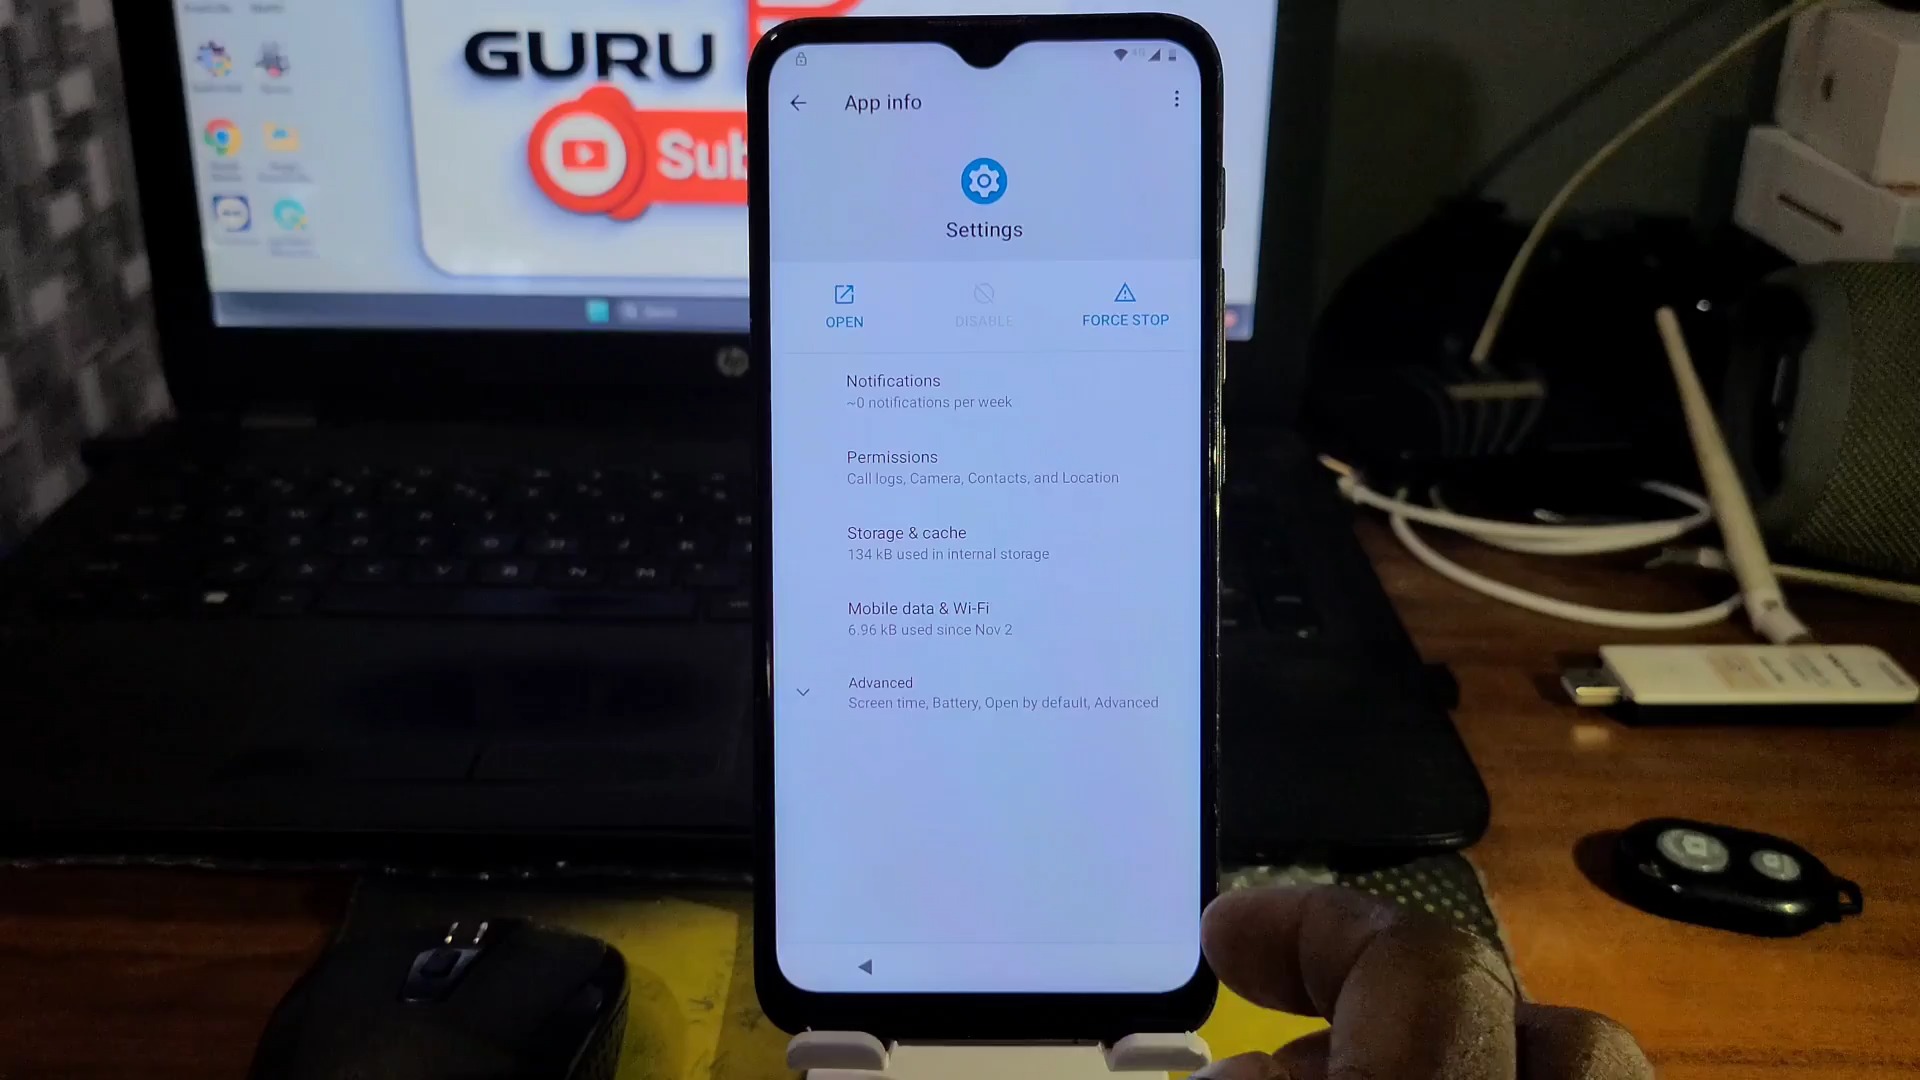 GURU
Sub
4G
App info
Settings
OPEN
DISABLE
FORCE STOP
Notifications
~0 notifications per week
Permissions
Call logs, Camera, Contacts, and Location
Storage & cache
134 kB used in internal storage
Mobile data & Wi-Fi
6.96 kB used since Nov 2
Advanced
Screen time, Battery, Open by default, Advanced
hp